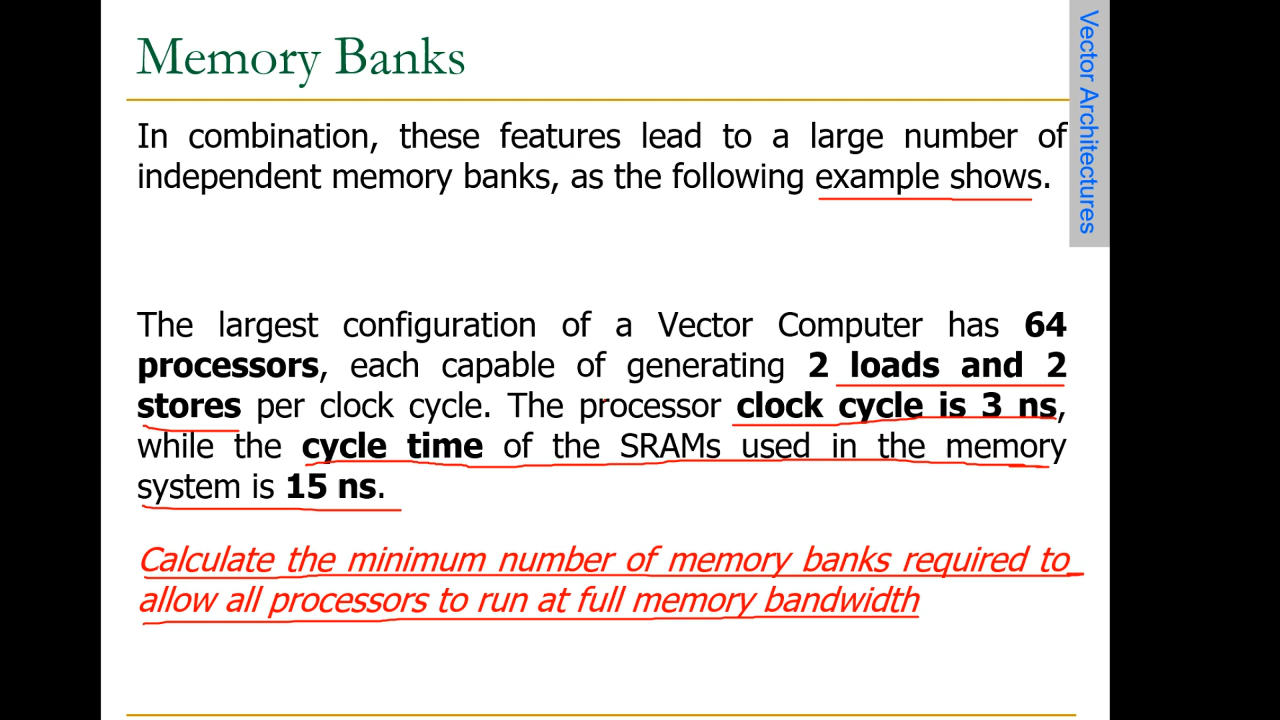 Memory Banks
Vector Architectures
In combination, these features lead to a large number of
independent memory banks, as the following example shows.
The largest configuration of a Vector Computer has 64
processors, each capable of generating 2 loads and 2
stores per clock cycle. The processor clock cycle is 3 ns,
while the cycle time of the SRAMs used in the memory
system is 15 ns.
Calculate the minimum number of memory banks required to
allow all processors to run at full memory bandwidth